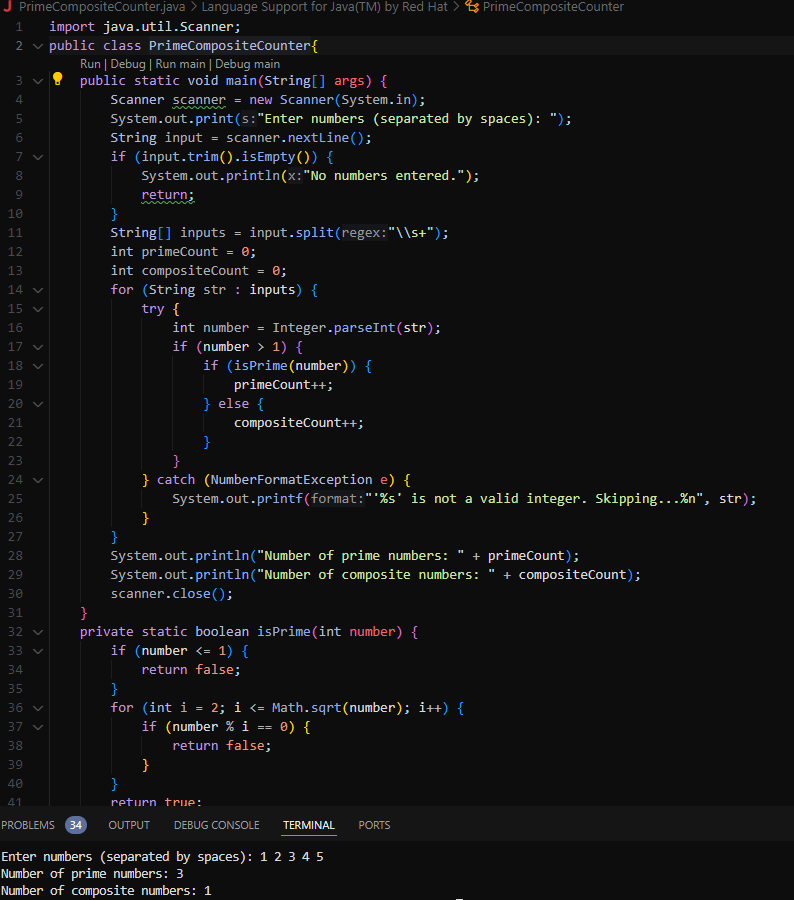 PrimeCompositeCounter.java > Language Support for Java(TM) by Red Hat > PrimeCompositeCounter
1 import java.util.Scanner;
2 public class PrimeCompositeCounter{
Run | Debug | Run main | Debug main
3 public static void main(String[] args) {
4 Scanner scanner = new Scanner(System.in);
5 System.out.print(s:"Enter numbers (separated by spaces): ");
6 String input = scanner.nextLine();
7 if (input.trim().isEmpty()) {
8 System.out.println(x:"No numbers entered.");
9 return;
10 }
11 String[] inputs = input.split(regex:"\\s+");
12 int primeCount = 0;
13 int compositeCount = 0;
14 for (String str : inputs) {
15 try {
16 int number = Integer.parseInt(str);
17 if (number > 1) {
18 if (isPrime(number)) {
19 primeCount++;
20 } else {
21 compositeCount++;
22 }
23 }
24 } catch (NumberFormatException e) {
25 System.out.printf(format:"'%s' is not a valid integer. Skipping...%n", str);
26 }
27 }
28 System.out.println("Number of prime numbers: " + primeCount);
29 System.out.println("Number of composite numbers: " + compositeCount);
30 scanner.close();
31 }
32 private static boolean isPrime(int number) {
33 if (number <= 1) {
34 return false;
35 }
36 for (int i = 2; i <= Math.sqrt(number); i++) {
37 if (number % i == 0) {
38 return false;
39 }
40 }
41 return true;
PROBLEMS 34 OUTPUT DEBUG CONSOLE TERMINAL PORTS
Enter numbers (separated by spaces): 1 2 3 4 5
Number of prime numbers: 3
Number of composite numbers: 1